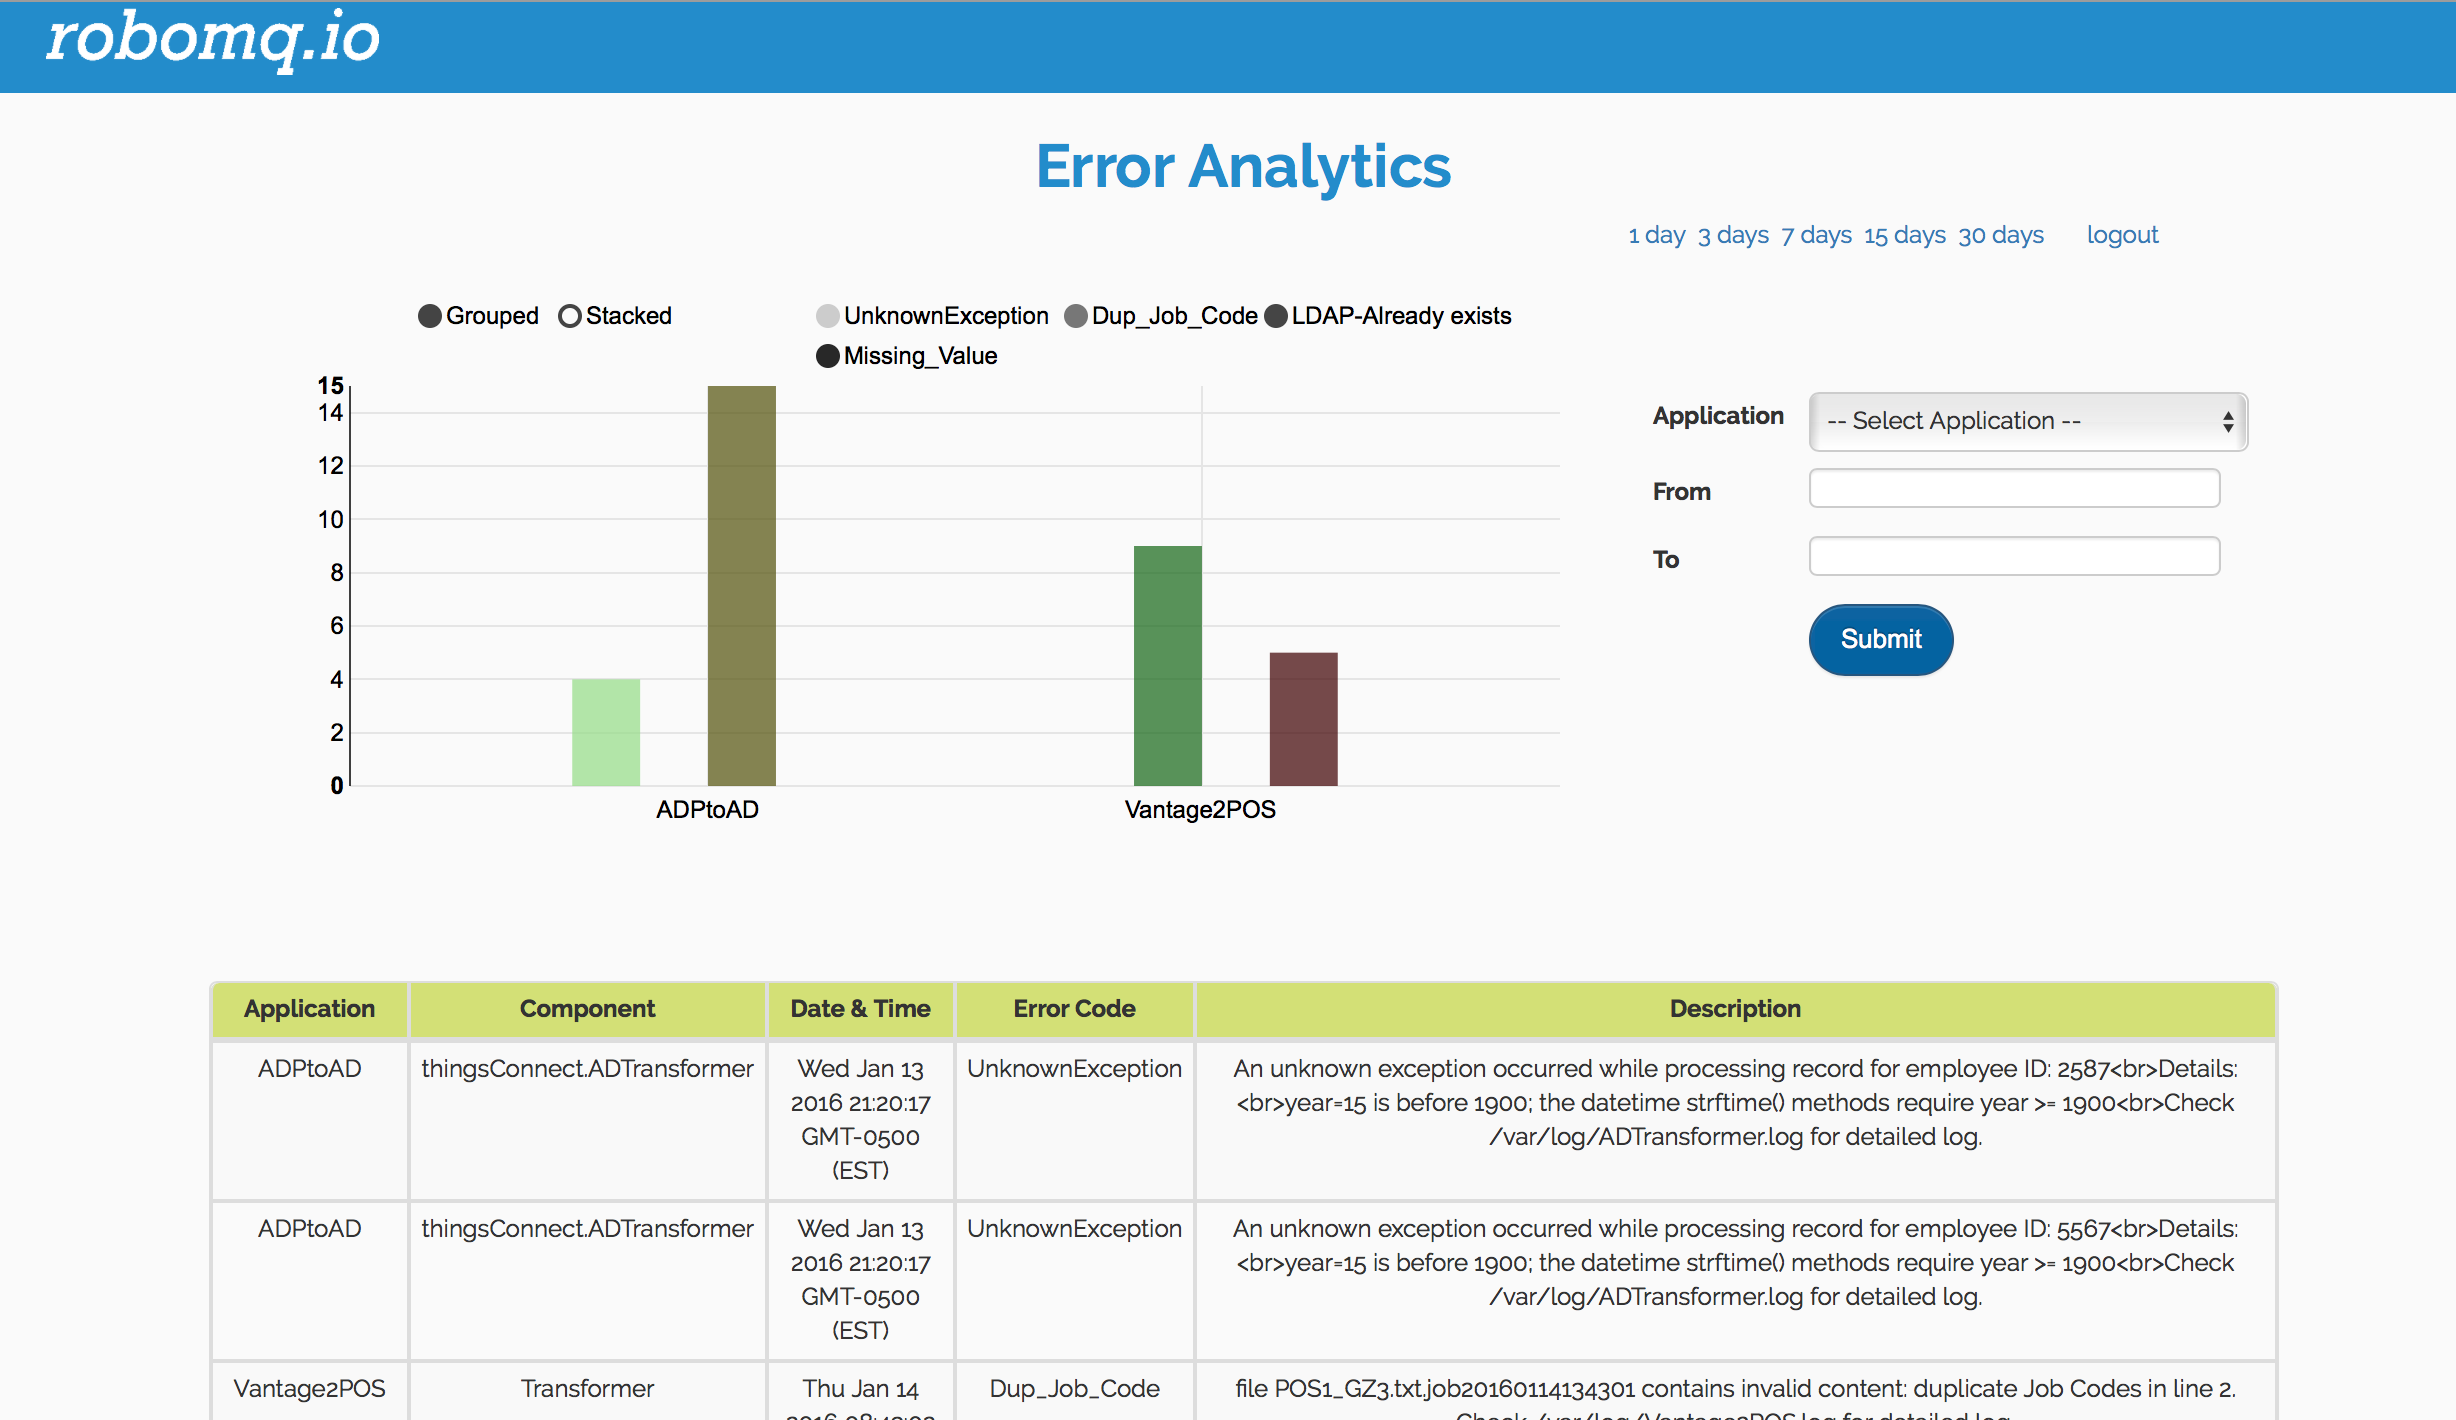 robomq.io
Error Analytics
1 day 3 days 7 days 15 days 30 days logout
Grouped Stacked UnknownException Dup_Job_Code LDAP-Already exists
Missing_Value
15
14
12
10
8
6
4
2
0
ADPtoAD Vantage2POS
Application -- Select Application --
From
To
Submit
Application Component Date & Time Error Code Description
ADPtoAD thingsConnect.ADTransformer Wed Jan 13 UnknownException An unknown exception occurred while processing record for employee ID: 2587<br>Details:
2016 21:20:17 <br>year=15 is before 1900; the datetime strftime() methods require year >= 1900<br>Check
GMT-0500 /var/log/ADTransformer.log for detailed log.
(EST)
ADPtoAD thingsConnect.ADTransformer Wed Jan 13 UnknownException An unknown exception occurred while processing record for employee ID: 5567<br>Details:
2016 21:20:17 <br>year=15 is before 1900; the datetime strftime() methods require year >= 1900<br>Check
GMT-0500 /var/log/ADTransformer.log for detailed log.
(EST)
Vantage2POS Transformer Thu Jan 14 Dup_Job_Code file POS1_GZ3.txt.job20160114134301 contains invalid content: duplicate Job Codes in line 2.
Check /var/log/Vantage2POS.log for detailed log.